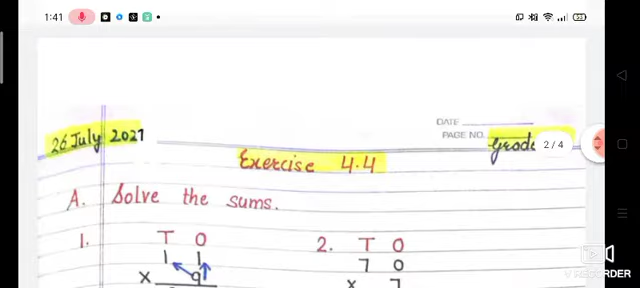 1:41
53
DATE
26 July 2021
PAGE NO.
Grade
2/4
Exercise 4.4
A. Solve the sums.
1. T O 2. T O
1 1 7 0
x 9 x 7
V RECORDER